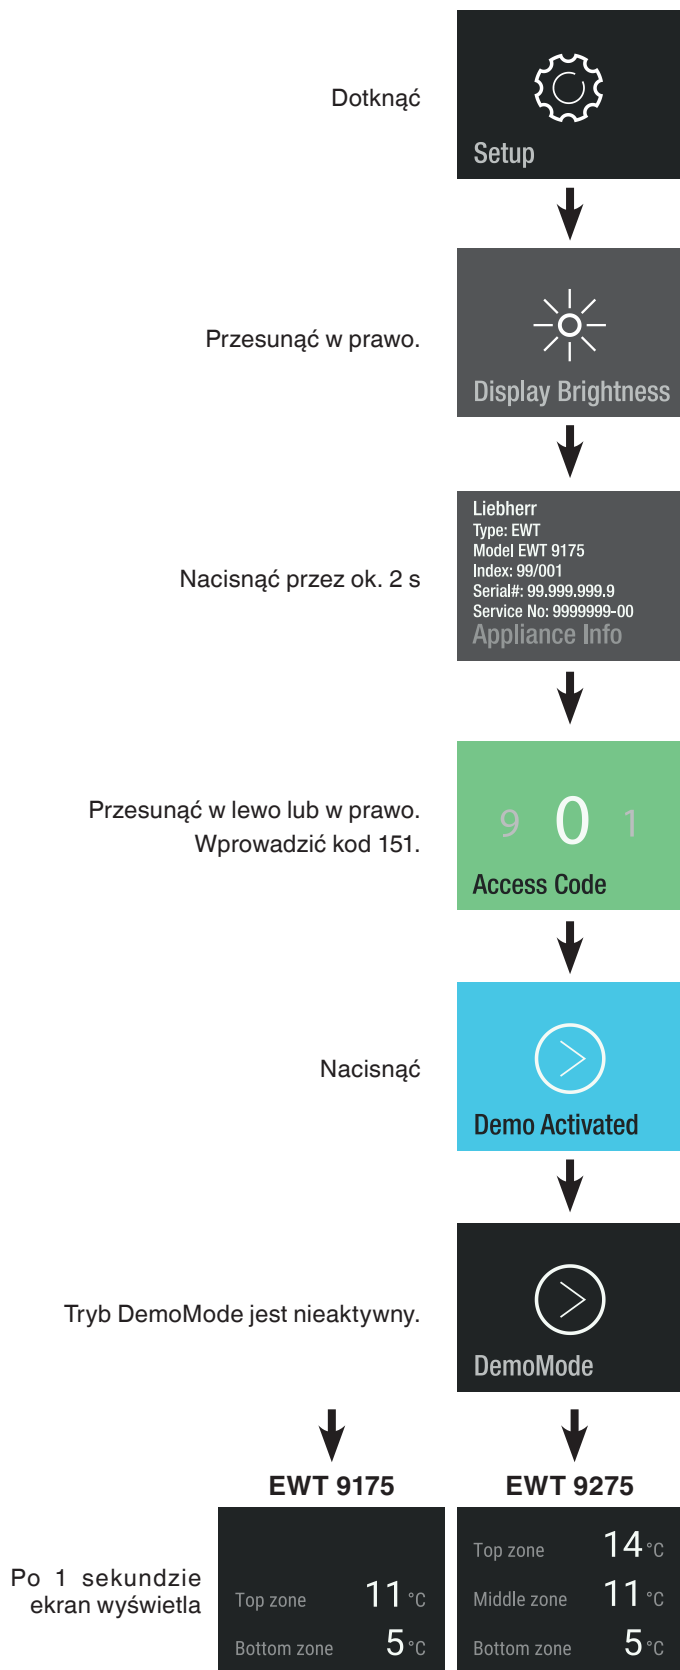 Dotknąć
Setup
Przesunąć w prawo.
Display Brightness
Nacisnąć przez ok. 2 s
Liebherr
Type: EWT
Model EWT 9175
Index: 99/001
Serial#: 99.999.999.9
Service No: 9999999-00
Appliance Info
Przesunąć w lewo lub w prawo.
Wprowadzić kod 151.
9 0 1
Access Code
Nacisnąć
Demo Activated
Tryb DemoMode jest nieaktywny.
DemoMode
EWT 9175
EWT 9275
Po 1 sekundzie
ekran wyświetla
Top zone 11 °C
Bottom zone 5 °C
Top zone 14 °C
Middle zone 11 °C
Bottom zone 5 °C